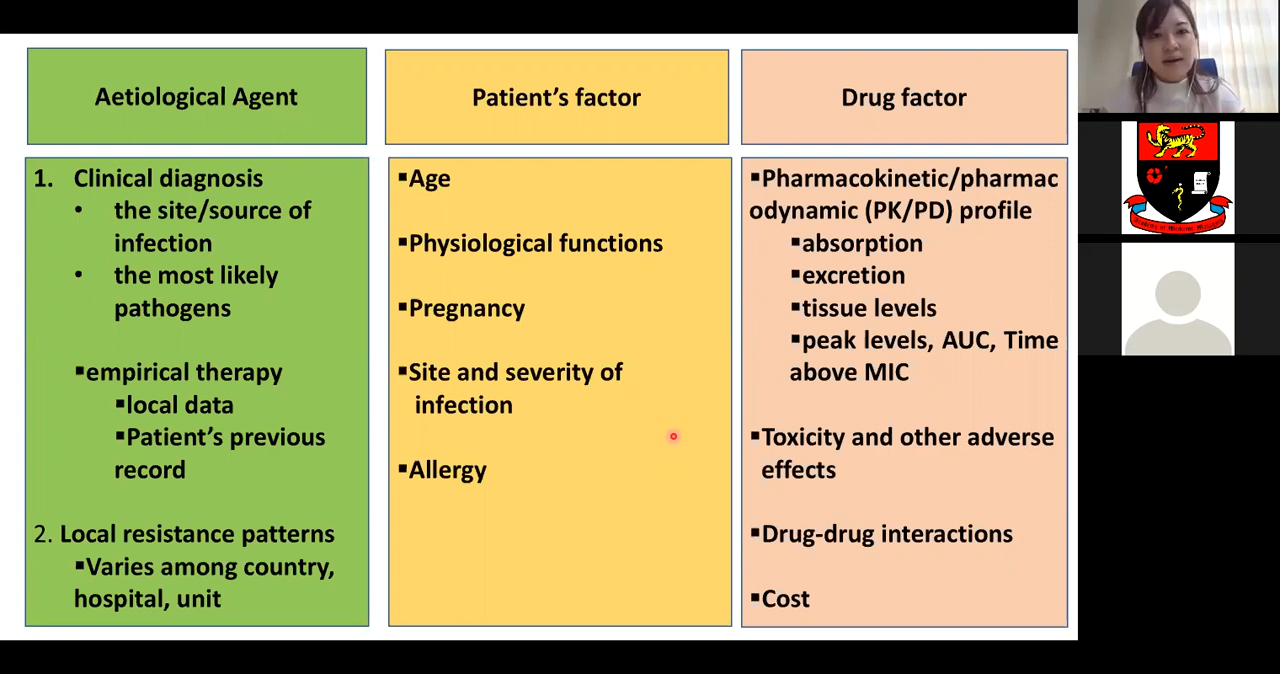 Aetiological Agent
1. Clinical diagnosis
• the site/source of
infection
• the most likely
pathogens
▪empirical therapy
▪local data
▪Patient’s previous
record
2. Local resistance patterns
▪Varies among country,
hospital, unit
Patient’s factor
▪Age
▪Physiological functions
▪Pregnancy
▪Site and severity of
infection
▪Allergy
Drug factor
▪Pharmacokinetic/pharmac
odynamic (PK/PD) profile
▪absorption
▪excretion
▪tissue levels
▪peak levels, AUC, Time
above MIC
▪Toxicity and other adverse
effects
▪Drug-drug interactions
▪Cost